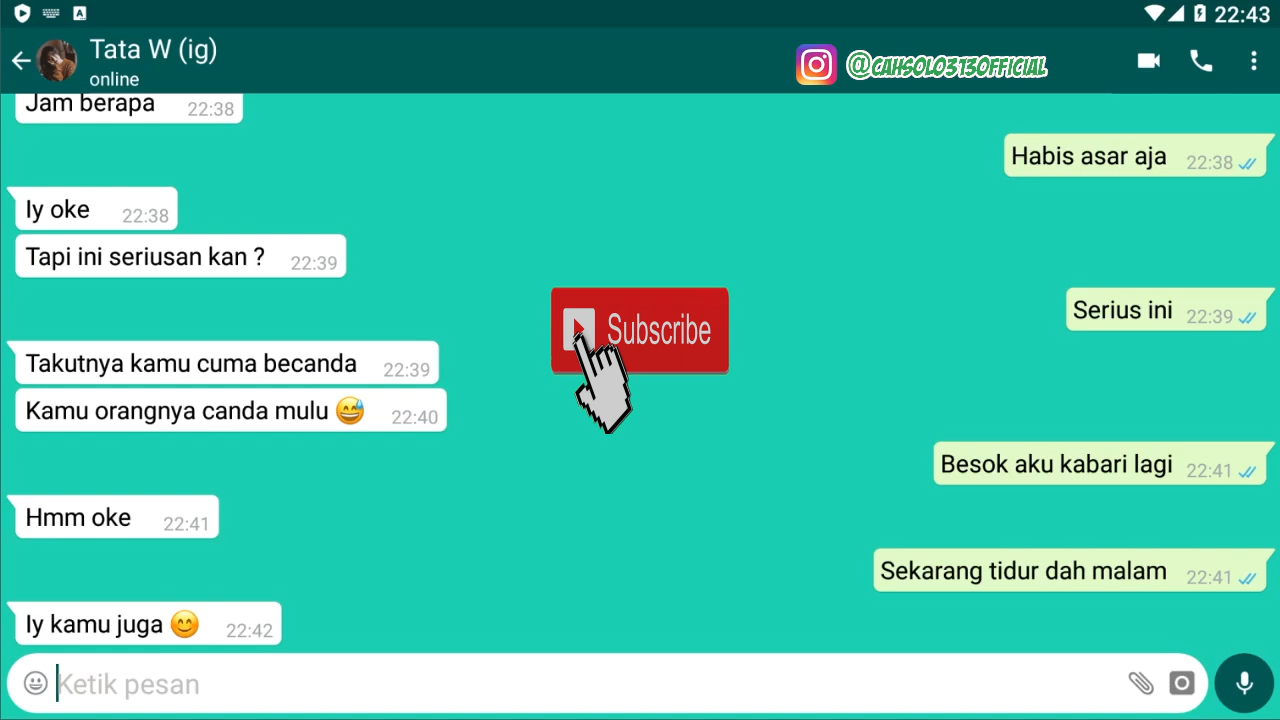 22:43
Tata W (ig)
online
@CAHSOLO313OFFICIAL
Jam berapa 22:38
Habis asar aja 22:38
Iy oke 22:38
Tapi ini seriusan kan ? 22:39
Serius ini 22:39
Takutnya kamu cuma becanda 22:39
Kamu orangnya canda mulu 😅 22:40
Subscribe
Besok aku kabari lagi 22:41
Hmm oke 22:41
Sekarang tidur dah malam 22:41
Iy kamu juga 😊 22:42
Ketik pesan